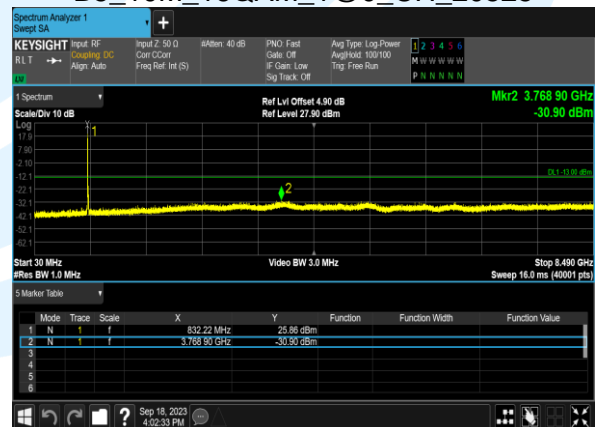 Spectrum Analyzer 1
Swept SA
KEYSIGHT
RLT
LW
Input: RF
Coupling: DC
Align: Auto
Input Z: 50 Ω
Corr CCorr
Freq Ref: Int (S)
#Atten: 40 dB
PNO: Fast
Gate: Off
IF Gain: Low
Sig Track: Off
Avg Type: Log-Power
Avg|Hold: 100/100
Trig: Free Run
1 2 3 4 5 6
M W W W W W
P N N N N N
1 Spectrum
Scale/Div 10 dB
Ref Lvl Offset 4.90 dB
Ref Level 27.90 dBm
Mkr2 3.768 90 GHz
-30.90 dBm
Log
17.9
7.90
-2.10
-12.1
-22.1
-32.1
-42.1
-52.1
-62.1
1
2
DL1 -13.00 dBm
Start 30 MHz
#Res BW 1.0 MHz
Video BW 3.0 MHz
Stop 8.490 GHz
Sweep 16.0 ms (40001 pts)
5 Marker Table
Mode Trace Scale X Y Function Function Width Function Value
1 N 1 f 832.22 MHz 25.86 dBm
2 N 1 f 3.768 90 GHz -30.90 dBm
3
4
5
6
?
Sep 18, 2023
4:02:33 PM